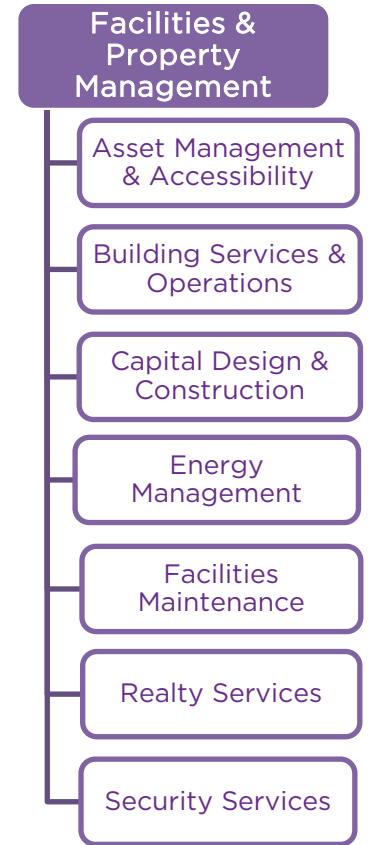 Facilities &
Property
Management
Asset Management
& Accessibility
Building Services &
Operations
Capital Design &
Construction
Energy
Management
Facilities
Maintenance
Realty Services
Security Services